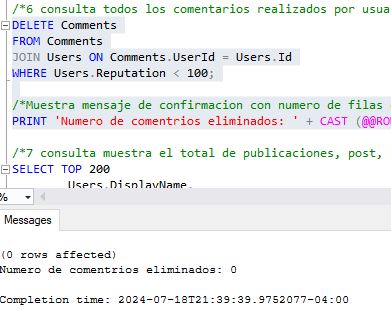 /*6 consulta todos los comentarios realizados por usua
DELETE Comments
FROM Comments
JOIN Users ON Comments.UserId = Users.Id
WHERE Users.Reputation < 100;
/*Muestra mensaje de confirmacion con numero de filas
PRINT 'Numero de comentrios eliminados: ' + CAST (@@RO
/*7 consulta muestra el total de publicaciones, post,
SELECT TOP 200
Users.DisplayName,
%
Messages
(0 rows affected)
Numero de comentrios eliminados: 0
Completion time: 2024-07-18T21:39:39.9752077-04:00